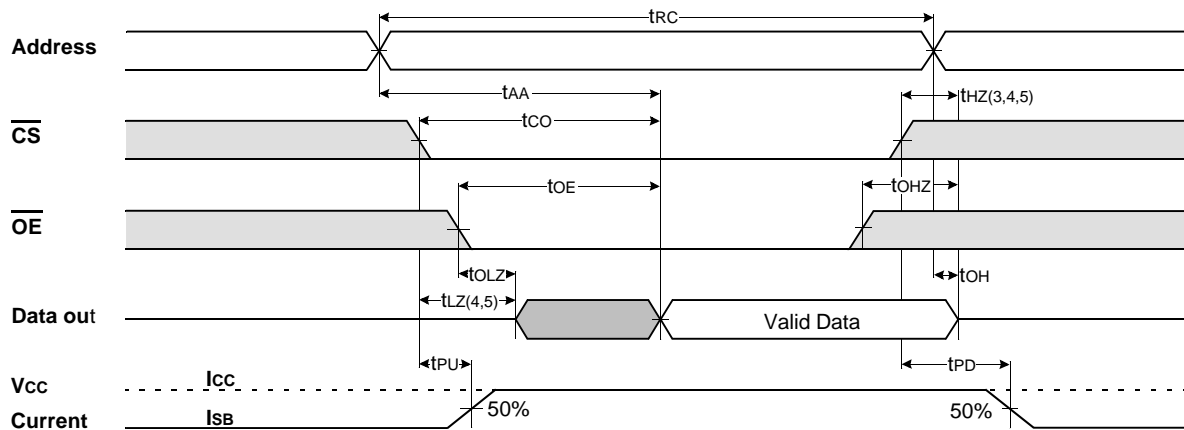 tRC
Address
tAA
tHZ(3,4,5)
tCO
CS
tOE
tOHZ
OE
tOLZ
tOH
tLZ(4,5)
Data out
Valid Data
tPU
tPD
VCC
ICC
50%
50%
Current
ISB